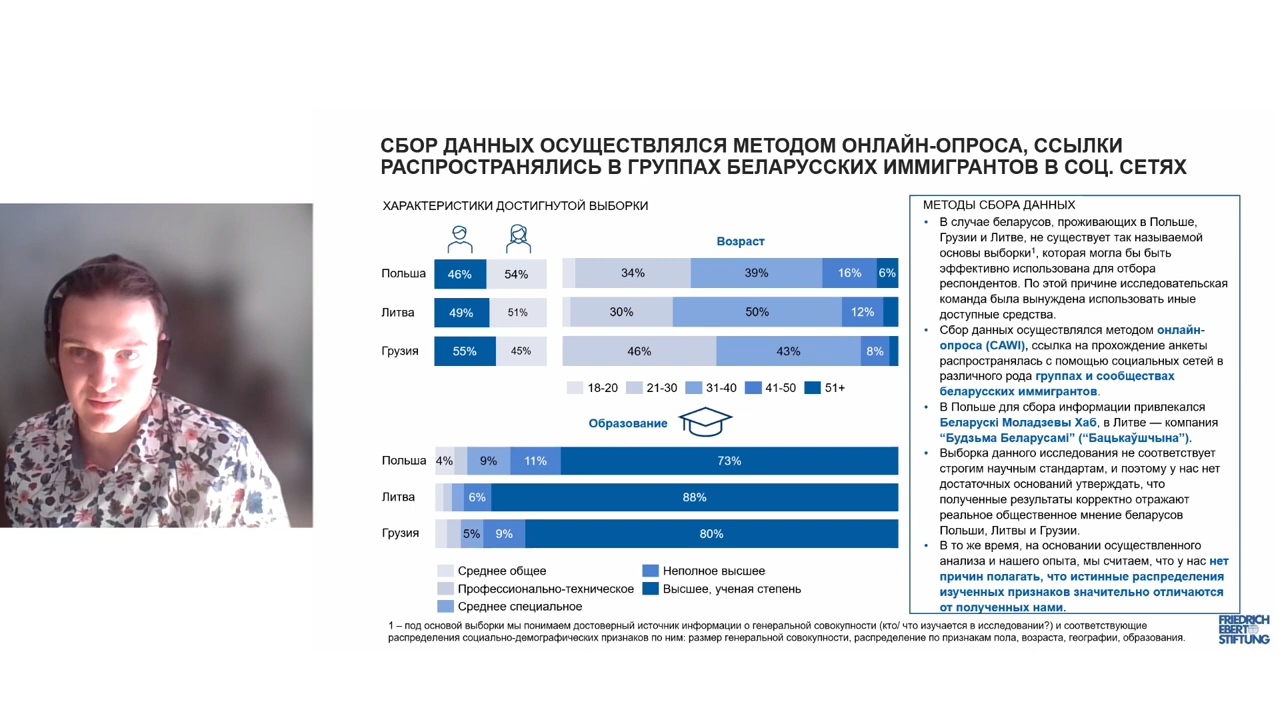 СБОР ДАННЫХ ОСУЩЕСТВЛЯЛСЯ МЕТОДОМ ОНЛАЙН-ОПРОСА, ССЫЛКИ
РАСПРОСТРАНЯЛИСЬ В ГРУППАХ БЕЛАРУССКИХ ИММИГРАНТОВ В СОЦ. СЕТЯХ
ХАРАКТЕРИСТИКИ ДОСТИГНУТОЙ ВЫБОРКИ
Возраст
Польша 46% 54% 34% 39% 16% 6%
Литва 49% 51% 30% 50% 12%
Грузия 55% 45% 46% 43% 8%
18-20 21-30 31-40 41-50 51+
Образование
Польша 4% 9% 11% 73%
Литва 6% 88%
Грузия 5% 9% 80%
Среднее общее
Профессионально-техническое
Среднее специальное
Неполное высшее
Высшее, ученая степень
МЕТОДЫ СБОРА ДАННЫХ
• В случае беларусов, проживающих в Польше,
Грузии и Литве, не существует так называемой
основы выборки¹, которая могла бы быть
эффективно использована для отбора
респондентов. По этой причине исследовательская
команда была вынуждена использовать иные
доступные средства.
• Сбор данных осуществлялся методом онлайн-
опроса (CAWI), ссылка на прохождение анкеты
распространялась с помощью социальных сетей в
различного рода группах и сообществах
беларусских иммигрантов.
• В Польше для сбора информации привлекался
Беларускі Моладзевы Хаб, в Литве — компания
“Будзьма Беларусамі” (“Бацькаўшчына”).
• Выборка данного исследования не соответствует
строгим научным стандартам, и поэтому у нас нет
достаточных оснований утверждать, что
полученные результаты корректно отражают
реальное общественное мнение беларусов
Польши, Литвы и Грузии.
• В то же время, на основании осуществленного
анализа и нашего опыта, мы считаем, что у нас нет
причин полагать, что истинные распределения
изученных признаков значительно отличаются
от полученных нами.
1 – под основой выборки мы понимаем достоверный источник информации о генеральной совокупности (кто/ что изучается в исследовании?) и соответствующие
распределения социально-демографических признаков по ним: размер генеральной совокупности, распределение по признакам пола, возраста, географии, образования.
FRIEDRICH
EBERT
STIFTUNG